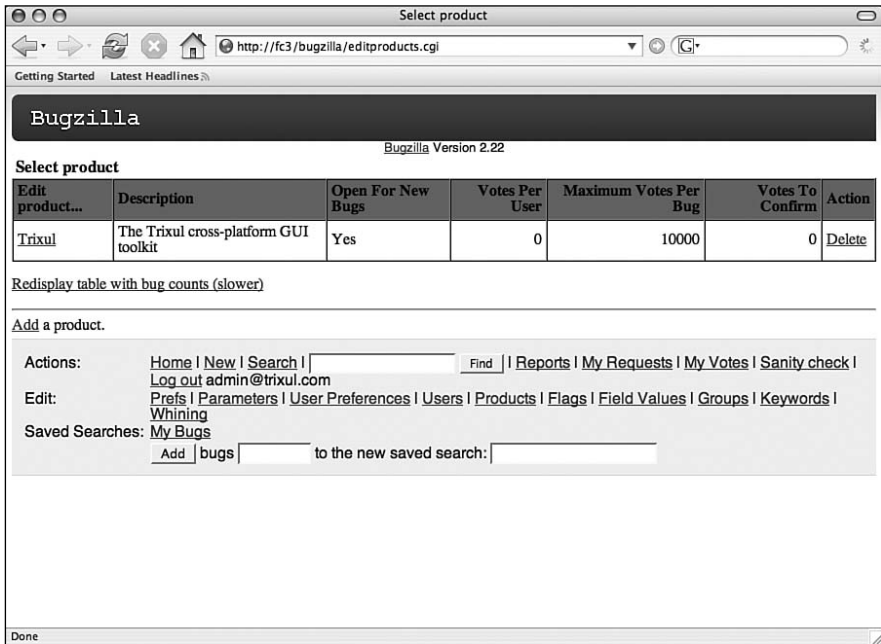 Select product
http://fc3/bugzilla/editproducts.cgi
G
Getting Started Latest Headlines
Bugzilla
Bugzilla Version 2.22
Select product
Edit product... Description Open For New Bugs Votes Per User Maximum Votes Per Bug Votes To Confirm Action
Trixul The Trixul cross-platform GUI toolkit Yes 0 10000 0 Delete
Redisplay table with bug counts (slower)
Add a product.
Actions: Home | New | Search | Find | Reports | My Requests | My Votes | Sanity check |
Log out admin@trixul.com
Edit: Prefs | Parameters | User Preferences | Users | Products | Flags | Field Values | Groups | Keywords |
Whining
Saved Searches: My Bugs
Add bugs to the new saved search:
Done